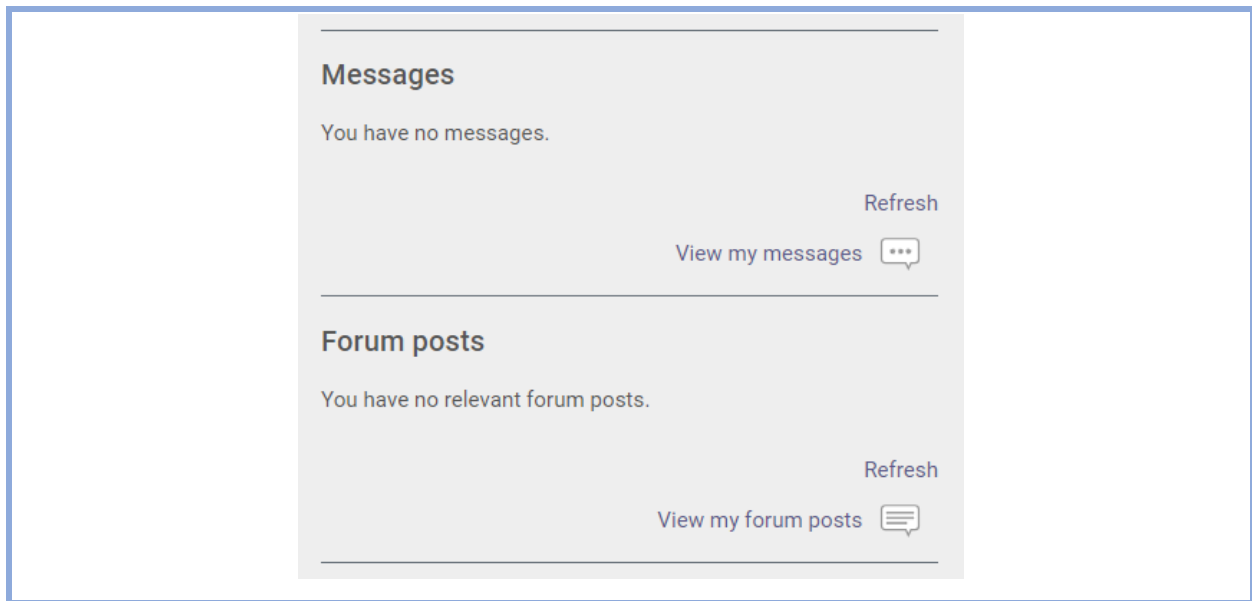 Messages
You have no messages.
Refresh
View my messages
Forum posts
You have no relevant forum posts.
Refresh
View my forum posts